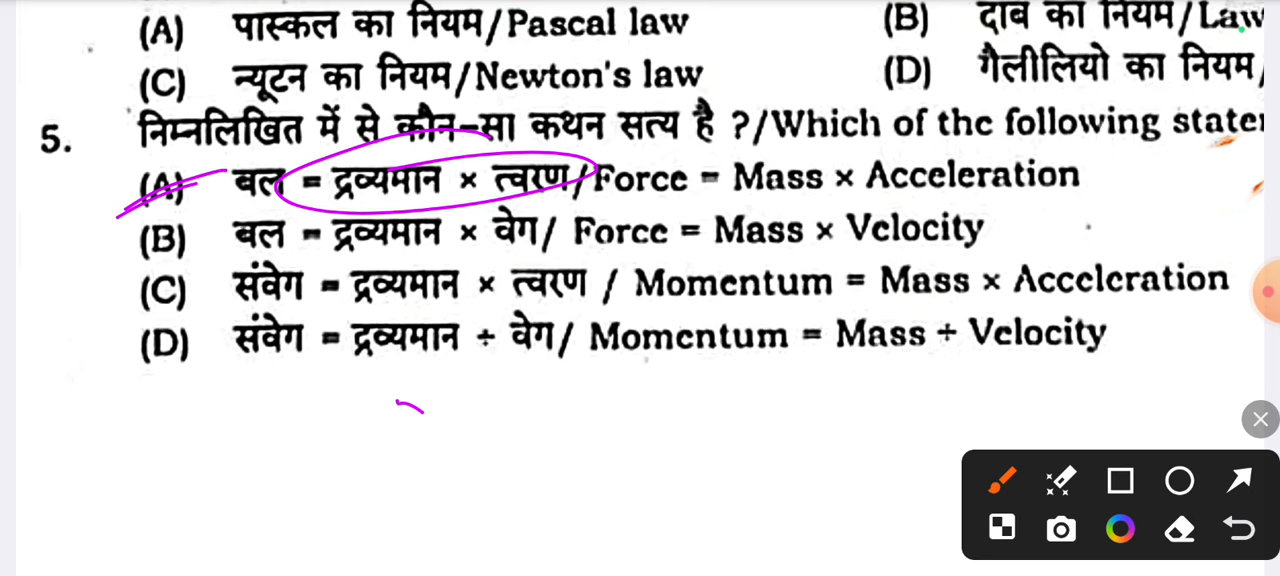 (A) पास्कल का नियम/Pascal law (B) दाब का नियम/Law
(C) न्यूटन का नियम/Newton's law (D) गैलीलियो का नियम/
5. निम्नलिखित में से कौन-सा कथन सत्य है ?/Which of the following state
(A) बल = द्रव्यमान × त्वरण/Force = Mass × Acceleration
(B) बल = द्रव्यमान × वेग/ Force = Mass × Velocity
(C) संवेग = द्रव्यमान × त्वरण / Momentum = Mass × Acceleration
(D) संवेग = द्रव्यमान ÷ वेग/ Momentum = Mass ÷ Velocity